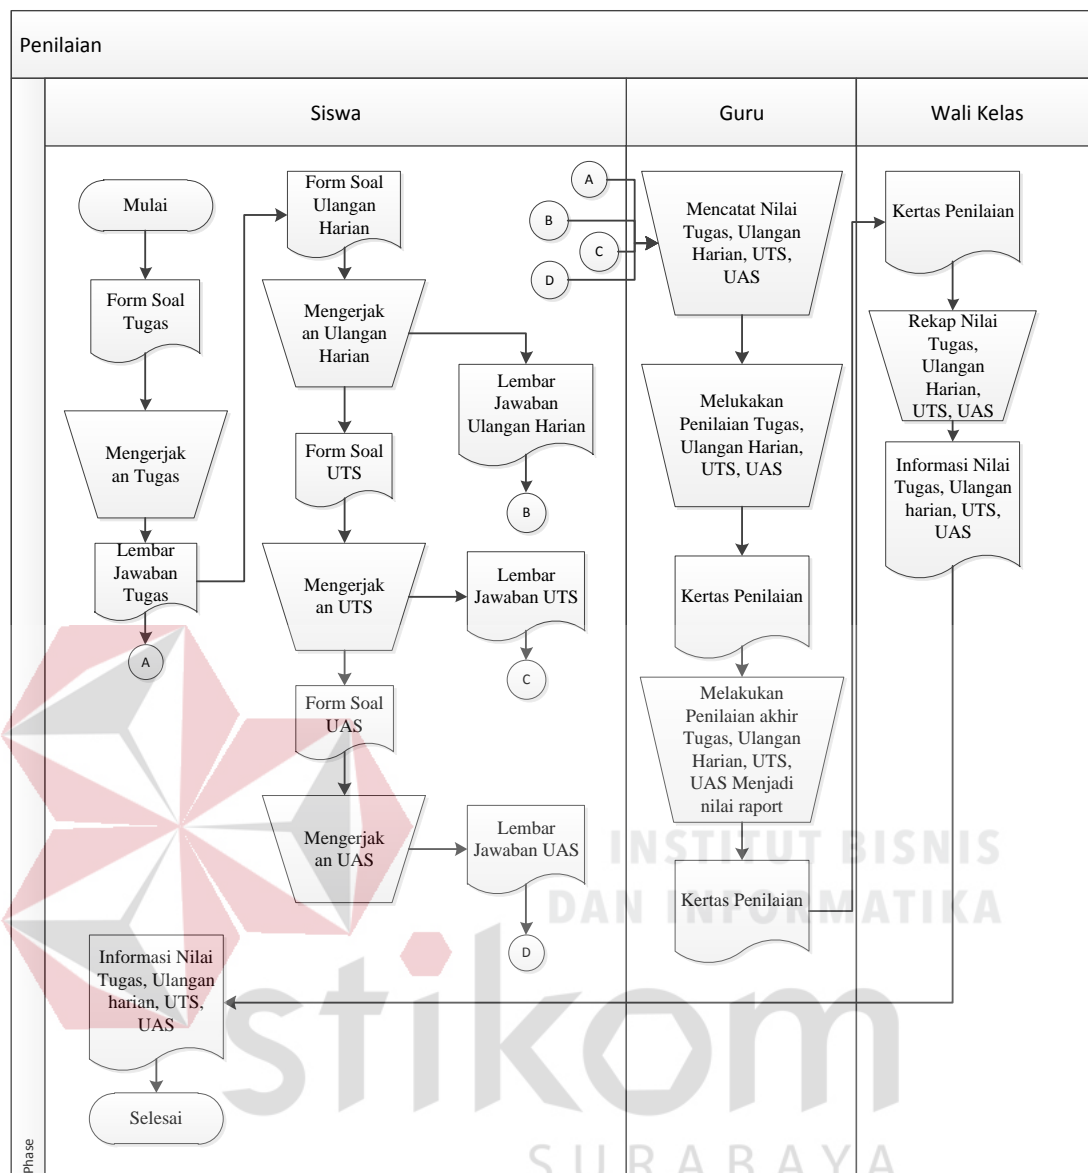 Penilaian
Siswa
Guru
Wali Kelas
Phase
Mulai
Form Soal
Tugas
Mengerjak
an Tugas
Lembar
Jawaban
Tugas
A
Form Soal
Ulangan
Harian
Mengerjak
an Ulangan
Harian
Lembar
Jawaban
Ulangan Harian
B
Form Soal
UTS
Mengerjak
an UTS
Lembar
Jawaban UTS
C
Form Soal
UAS
Mengerjak
an UAS
Lembar
Jawaban UAS
D
Informasi Nilai
Tugas, Ulangan
harian, UTS,
UAS
Selesai
A
B
C
D
Mencatat Nilai
Tugas, Ulangan
Harian, UTS,
UAS
Melukakan
Penilaian Tugas,
Ulangan Harian,
UTS, UAS
Kertas Penilaian
Melakukan
Penilaian akhir
Tugas, Ulangan
Harian, UTS,
UAS Menjadi
nilai raport
Kertas Penilaian
Kertas Penilaian
Rekap Nilai
Tugas,
Ulangan
Harian,
UTS, UAS
Informasi Nilai
Tugas, Ulangan
harian, UTS,
UAS
INSTITUT BISNIS
DAN INFORMATIKA
stikom
SURABAYA